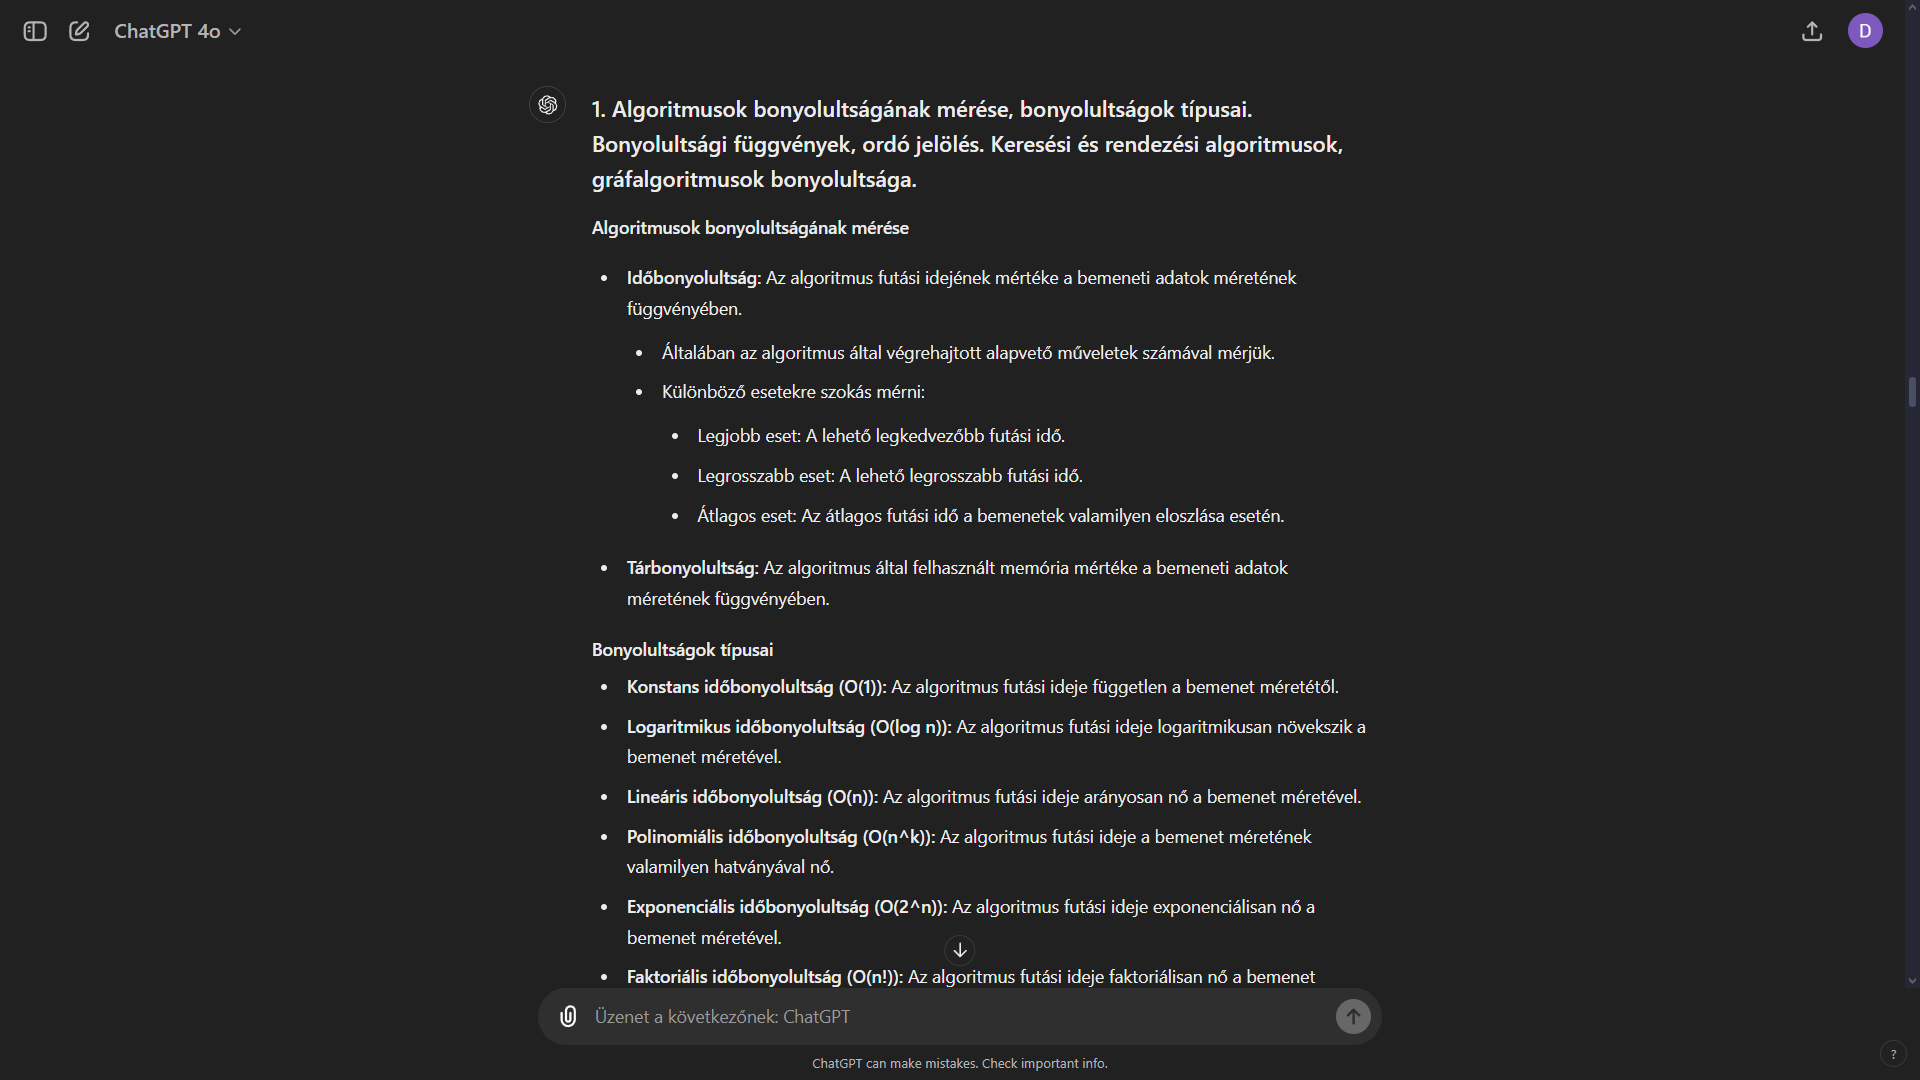 ChatGPT 4o
D
1. Algoritmusok bonyolultságának mérése, bonyolultságok típusai.
Bonyolultsági függvények, ordó jelölés. Keresési és rendezési algoritmusok,
gráfalgoritmusok bonyolultsága.
Algoritmusok bonyolultságának mérése
• Időbonyolultság: Az algoritmus futási idejének mértéke a bemeneti adatok méretének
függvényében.
• Általában az algoritmus által végrehajtott alapvető műveletek számával mérjük.
• Különböző esetekre szokás mérni:
• Legjobb eset: A lehető legkedvezőbb futási idő.
• Legrosszabb eset: A lehető legrosszabb futási idő.
• Átlagos eset: Az átlagos futási idő a bemenetek valamilyen eloszlása esetén.
• Tárbonyolultság: Az algoritmus által felhasznált memória mértéke a bemeneti adatok
méretének függvényében.
Bonyolultságok típusai
• Konstans időbonyolultság (O(1)): Az algoritmus futási ideje független a bemenet méretétől.
• Logaritmikus időbonyolultság (O(log n)): Az algoritmus futási ideje logaritmikusan növekszik a
bemenet méretével.
• Lineáris időbonyolultság (O(n)): Az algoritmus futási ideje arányosan nő a bemenet méretével.
• Polinomiális időbonyolultság (O(n^k)): Az algoritmus futási ideje a bemenet méretének
valamilyen hatványával nő.
• Exponenciális időbonyolultság (O(2^n)): Az algoritmus futási ideje exponenciálisan nő a
bemenet méretével.
• Faktoriális időbonyolultság (O(n!)): Az algoritmus futási ideje faktoriálisan nő a bemenet
Üzenet a következőnek: ChatGPT
ChatGPT can make mistakes. Check important info.
?